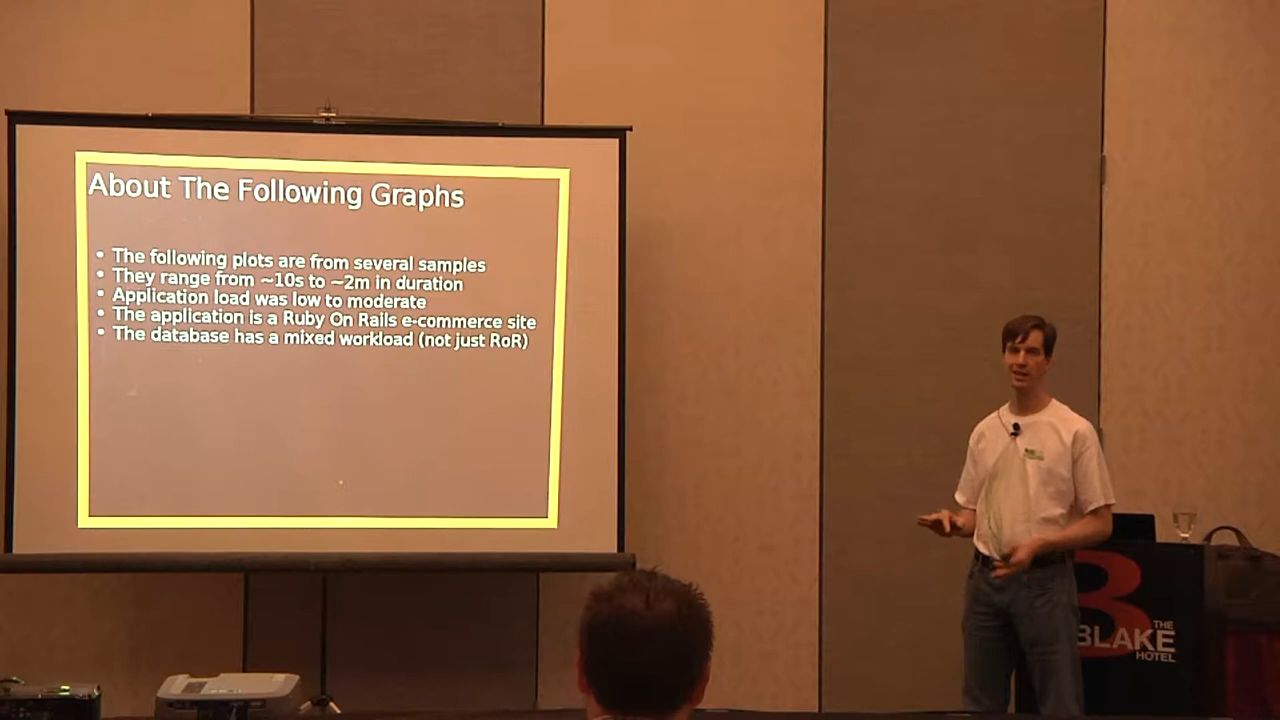 About The Following Graphs
• The following plots are from several samples
• They range from ~10s to ~2m in duration
• Application load was low to moderate
• The application is a Ruby On Rails e-commerce site
• The database has a mixed workload (not just RoR)
B
THE
BLAKE
HOTEL